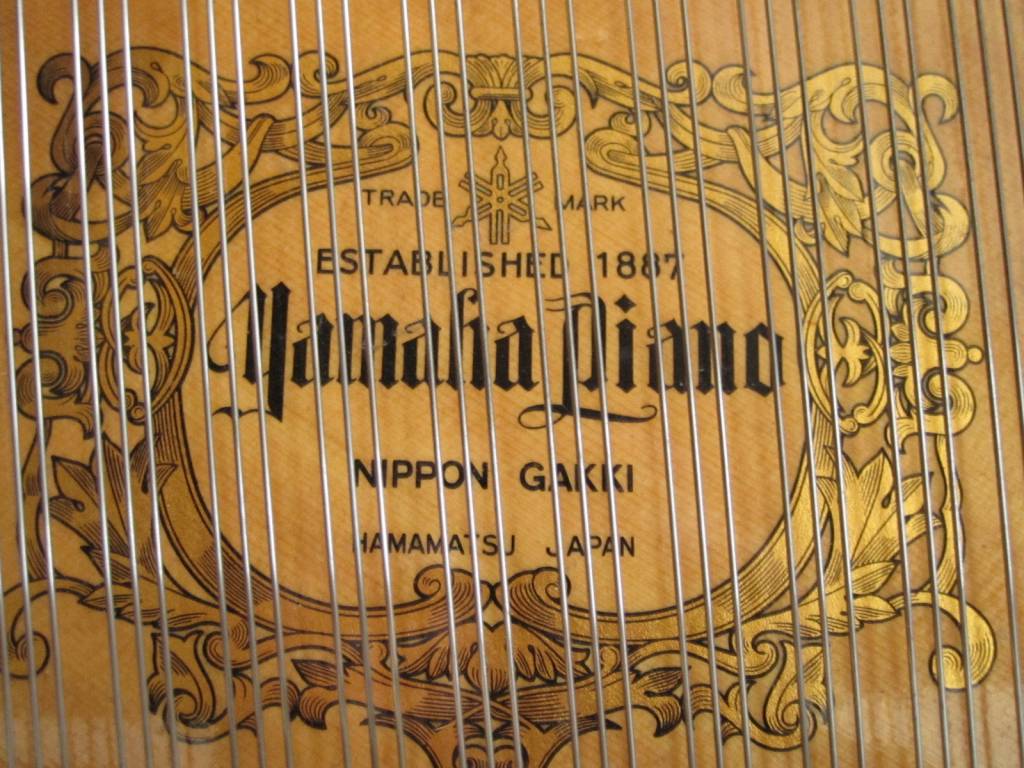 TRADE MARK
ESTABLISHED 1887
Yamaha Piano
NIPPON GAKKI
HAMAMATSU JAPAN